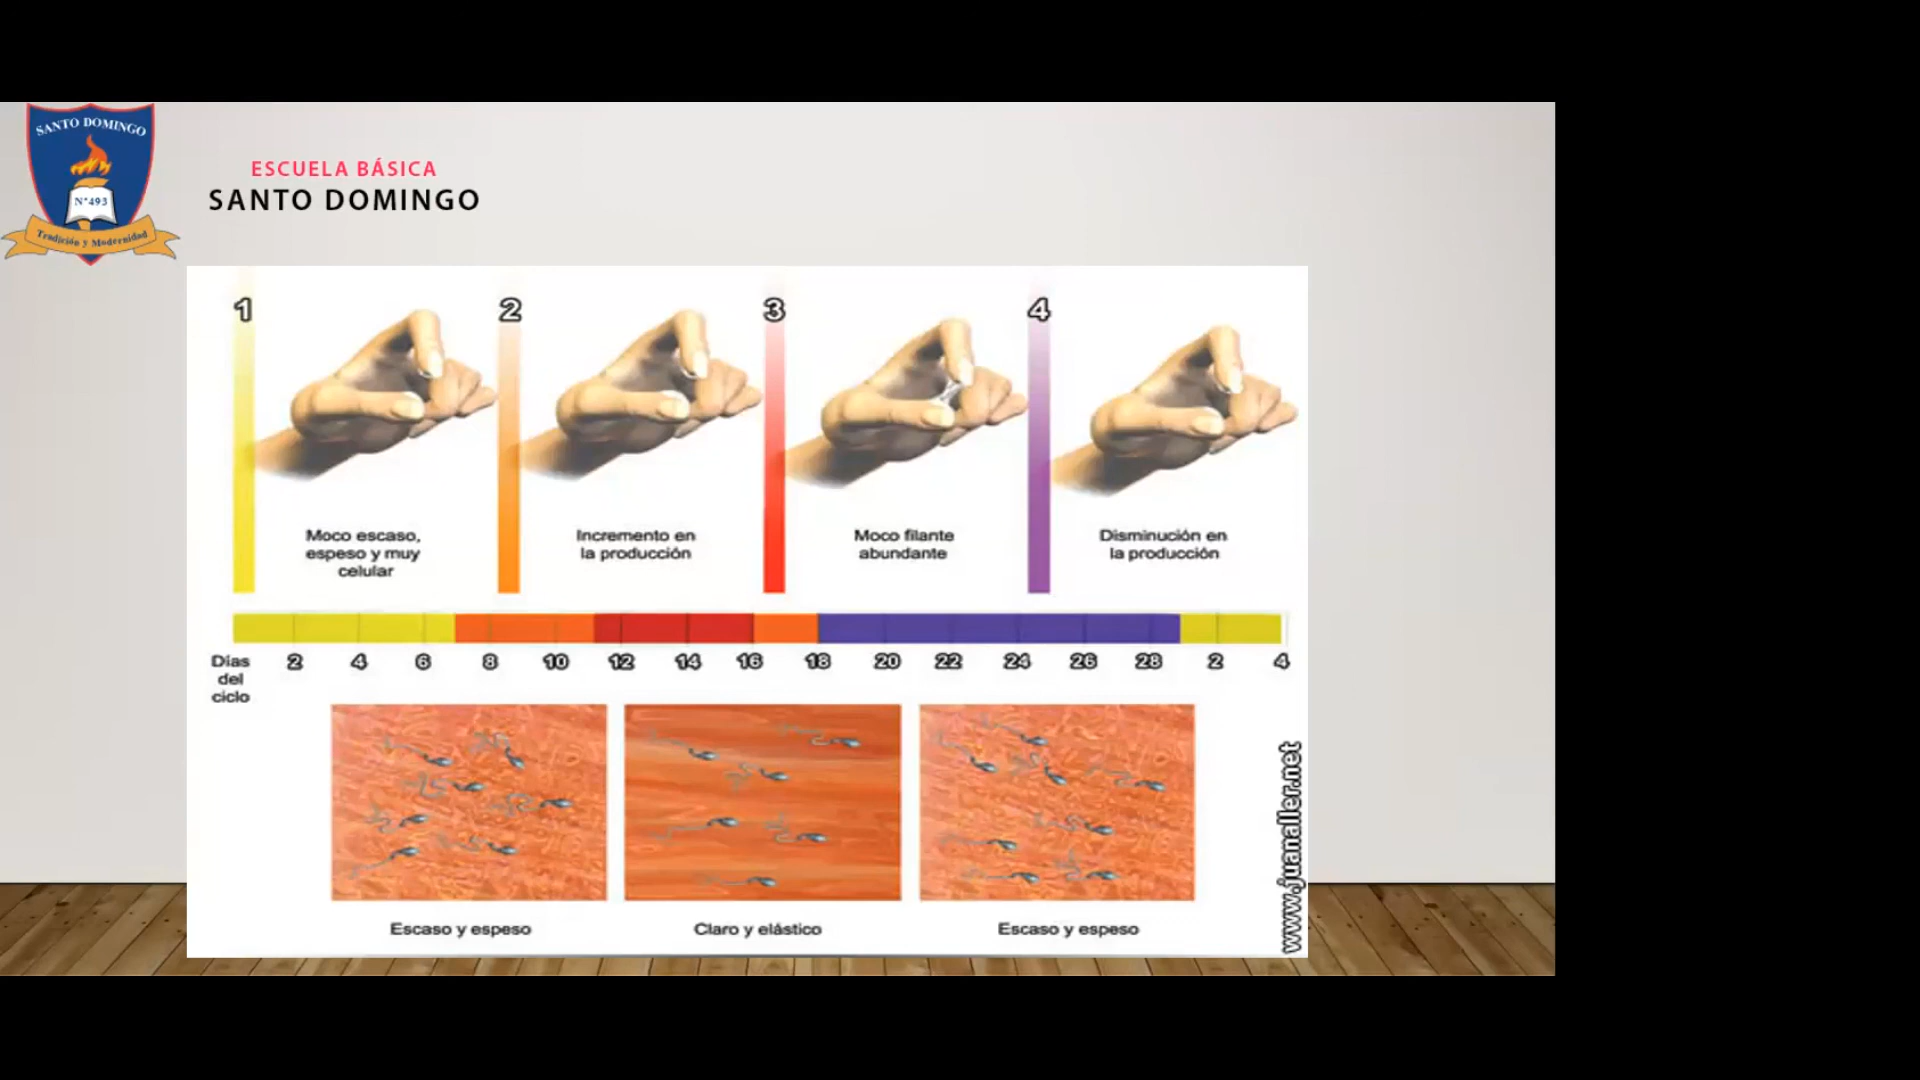 SANTO DOMINGO
N°493
Tradición y Modernidad
ESCUELA BÁSICA
SANTO DOMINGO
1
2
3
4
Moco escaso,
espeso y muy
celular
Incremento en
la producción
Moco filante
abundante
Disminución en
la producción
Días
del
ciclo
2 4 6 8 10 12 14 16 18 20 22 24 26 28 2 4
Escaso y espeso
Claro y elástico
Escaso y espeso
www.juanaller.net